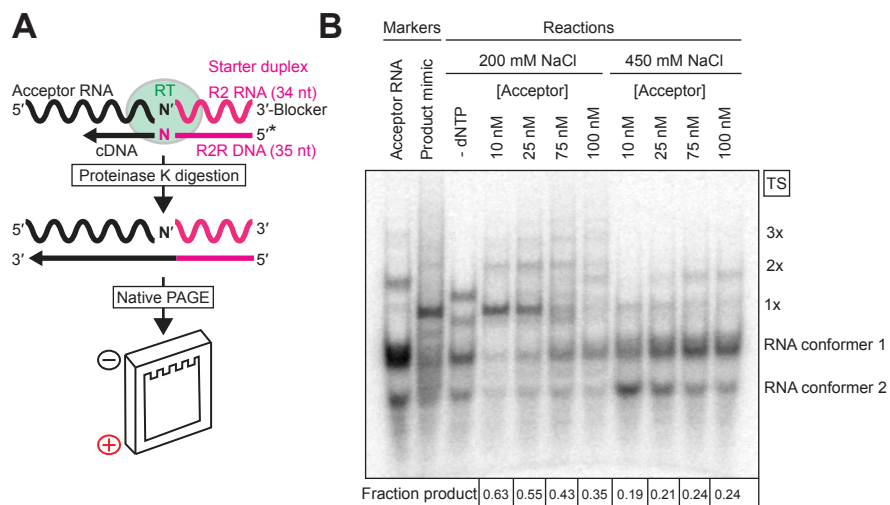 A
Starter duplex
Acceptor RNA
RT
R2 RNA (34 nt)
5′
N′
3′-Blocker
N
5′*
cDNA
R2R DNA (35 nt)
Proteinase K digestion
5′
N′
3′
3′
5′
Native PAGE
−
+
B
Markers
Reactions
200 mM NaCl
450 mM NaCl
[Acceptor]
[Acceptor]
Acceptor RNA
Product mimic
- dNTP
10 nM
25 nM
75 nM
100 nM
10 nM
25 nM
75 nM
100 nM
TS
3x
2x
1x
RNA conformer 1
RNA conformer 2
Fraction product 0.63 0.55 0.43 0.35 0.19 0.21 0.24 0.24